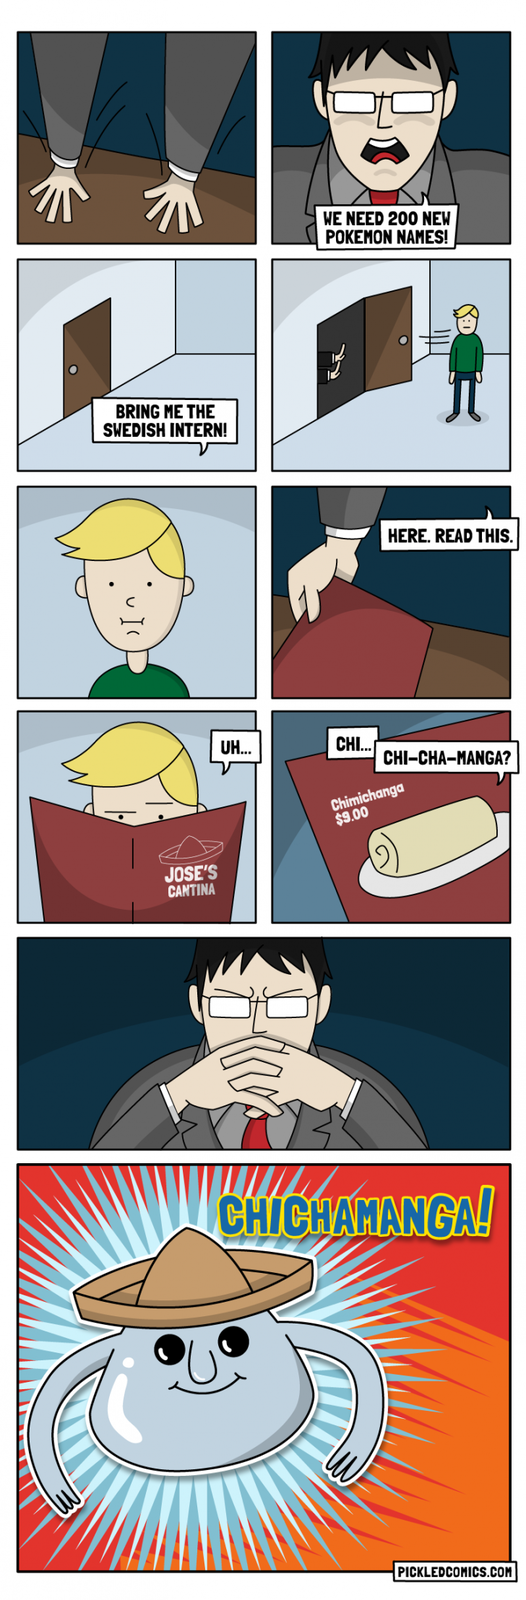 WE NEED 200 NEW
POKEMON NAMES!
BRING ME THE
SWEDISH INTERN!
HERE. READ THIS.
UH...
JOSE'S
CANTINA
CHI...
CHI-CHA-MANGA?
Chimichanga
$9.00
CHICHAMANGA!
PICKLEDCOMICS.COM